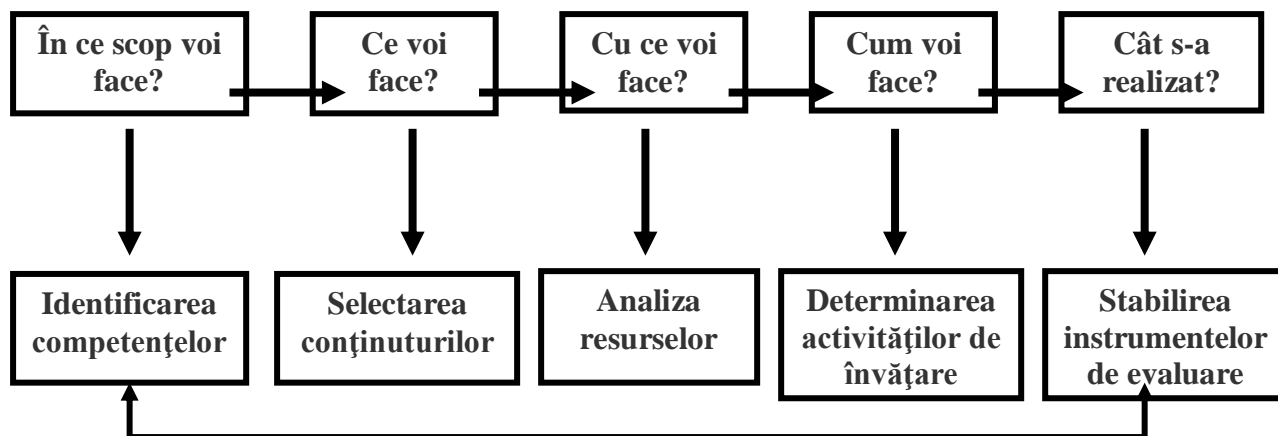 În ce scop voi
face?
Ce voi
face?
Cu ce voi
face?
Cum voi
face?
Cât s-a
realizat?
Identificarea
competenţelor
Selectarea
conţinuturilor
Analiza
resurselor
Determinarea
activităţilor de
învăţare
Stabilirea
instrumentelor
de evaluare